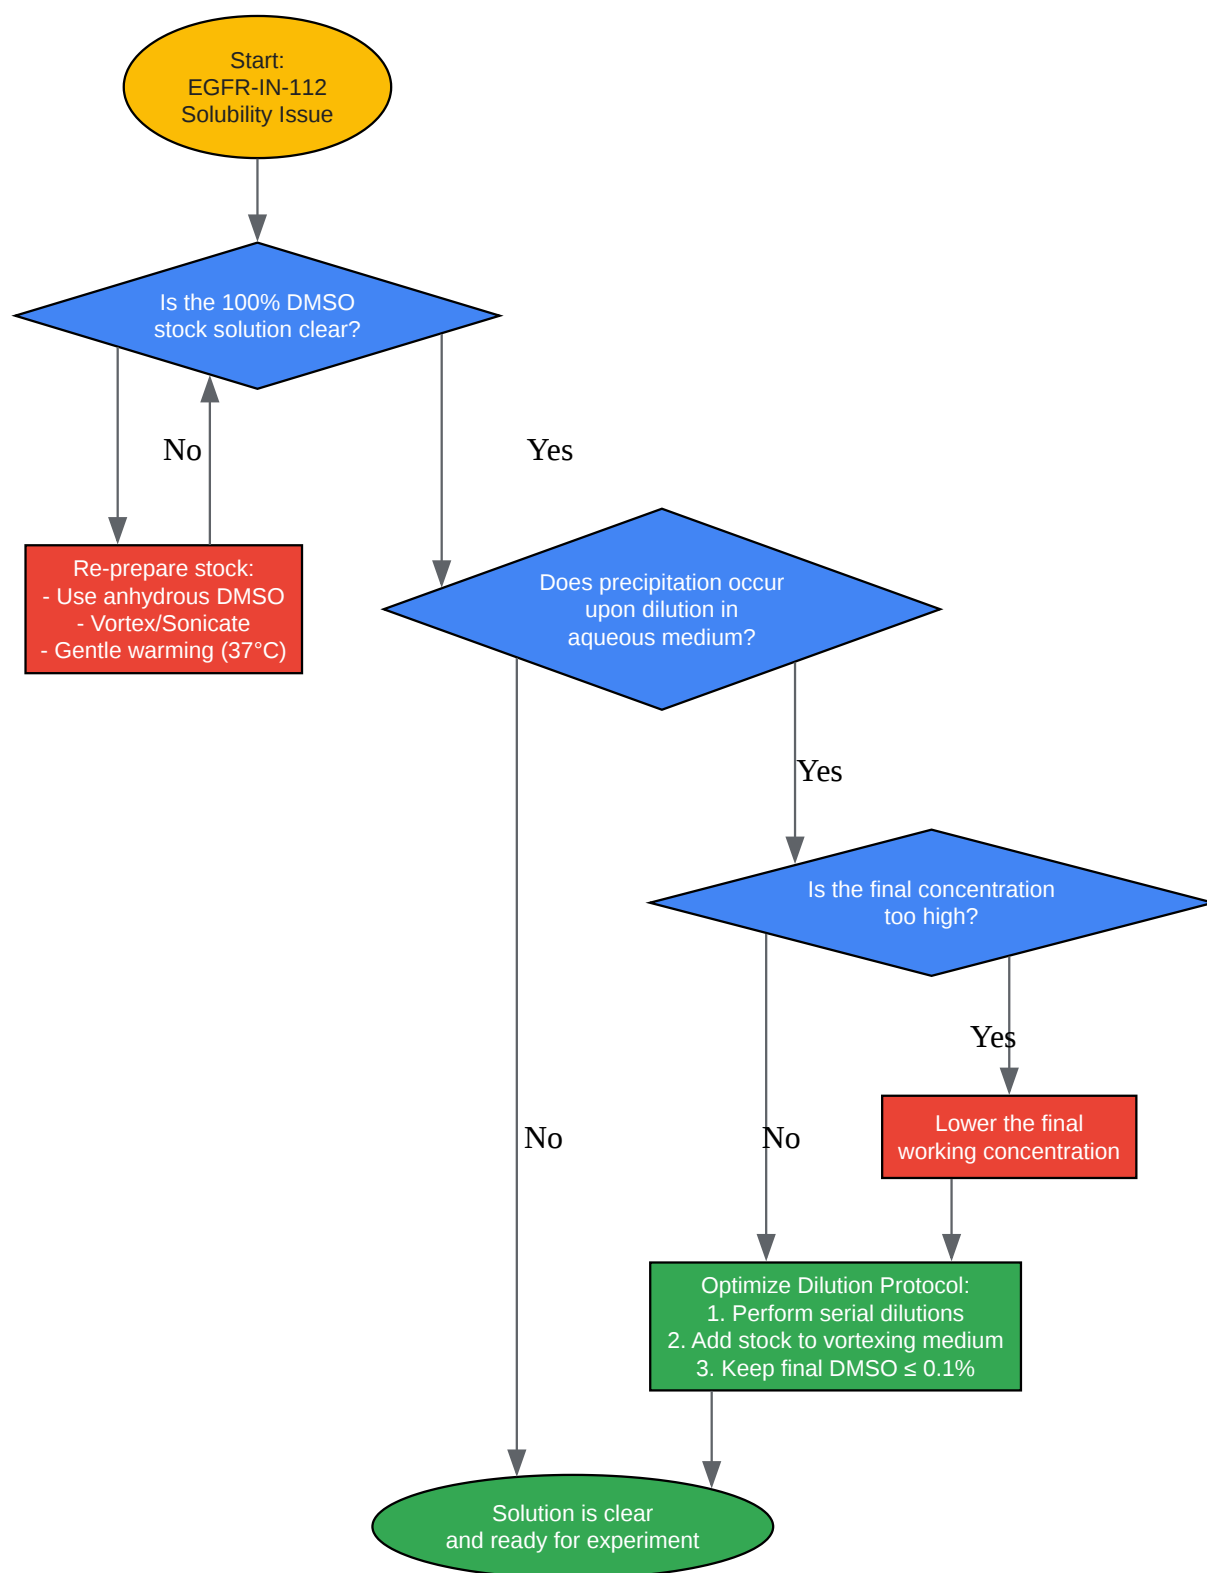 Start:
EGFR-IN-112
Solubility Issue
Is the 100% DMSO
stock solution clear?
No
Yes
Re-prepare stock:
- Use anhydrous DMSO
- Vortex/Sonicate
- Gentle warming (37°C)
Does precipitation occur
upon dilution in
aqueous medium?
Yes
Is the final concentration
too high?
Yes
No
No
Lower the final
working concentration
Optimize Dilution Protocol:
1. Perform serial dilutions
2. Add stock to vortexing medium
3. Keep final DMSO ≤ 0.1%
Solution is clear
and ready for experiment